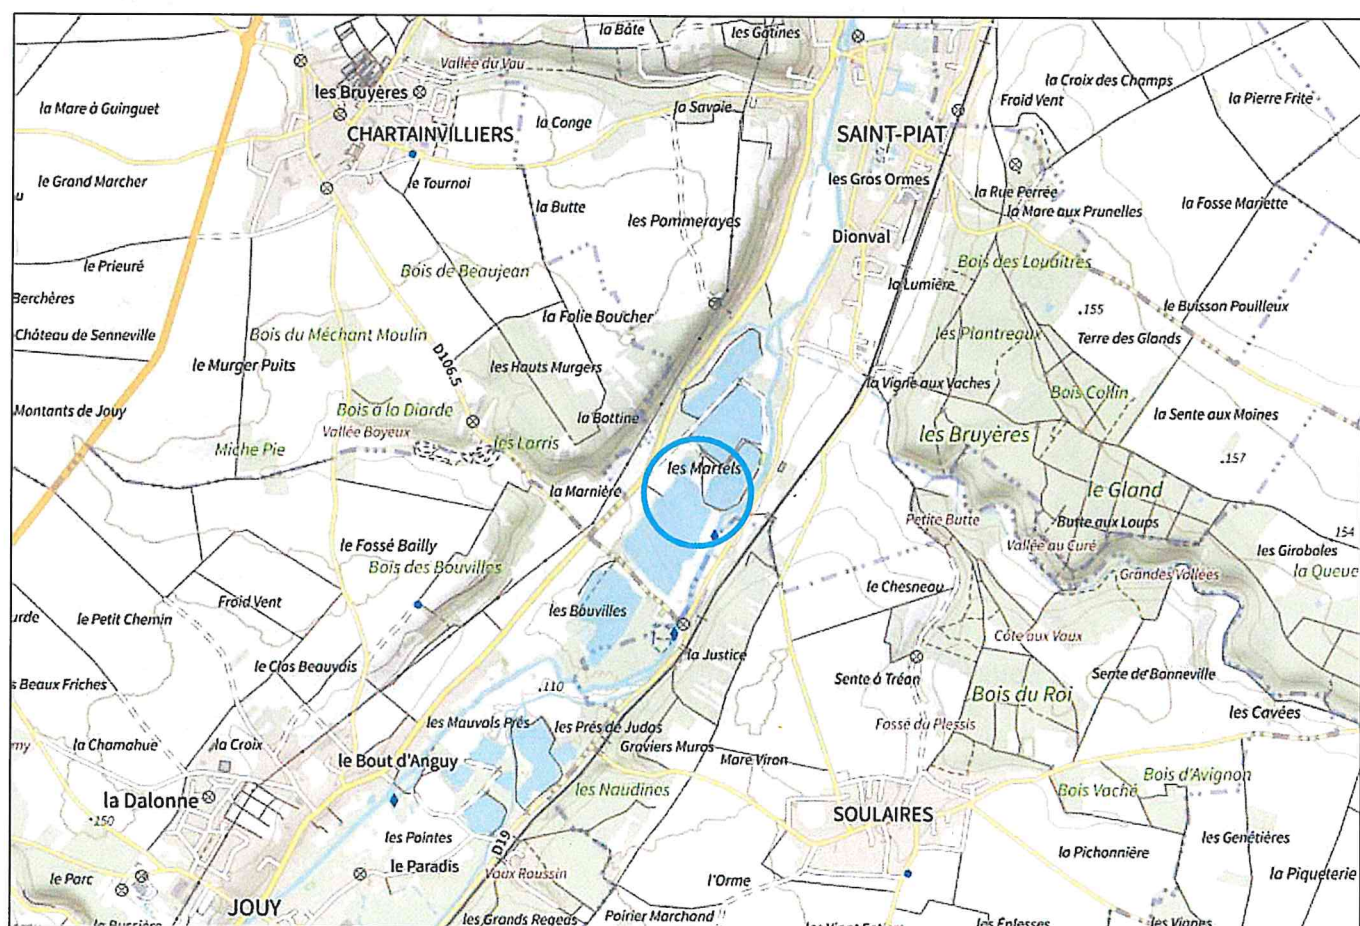 la Bâte
les Gâtines
Vallée du Vau
la Croix des Champs
Froid Vent
la Pierre Frite
les Bruyères
la Mare à Guinguet
la Savoie
la Conge
CHARTAINVILLIERS
SAINT-PIAT
le Grand Marcher
le Tournoi
les Gros Ormes
la Rue Perrée
la Butte
les Pommerayes
la Mare aux Prunelles
la Fosse Mariette
Dionval
le Prieuré
Bois de Beaujean
Bois des Louaitres
la Lumière
Berchères
le Buisson Pouilleux
.155
la Folie Boucher
Château de Senneville
Bois du Méchant Moulin
les Plantreaux
Terre des Glands
le Murger Puits
D106.5
les Hauts Murgers
la Vigne aux Vaches
Bois Collin
Montants de Jouy
Bois à la Diarde
la Bottine
la Sente aux Moines
Vallée Bayeux
les Larris
les Bruyères
Miche Pie
les Martels
.157
la Marnière
le Gland
Petite Butte
Butte aux Loups
154
le Fossé Bailly
Vallée au Curé
les Giraboles
Bois des Bouvilles
la Queue
Grandes Vallées
le Chesneau
Froid Vent
les Bouvilles
urde
le Petit Chemin
Côte aux Vaux
la Justice
le Clos Beauvais
Sente à Tréan
Sente de Banneville
s Beaux Friches
.110
Bois du Roi
les Cavées
les Mauvais Prés
les Prés de Judas
Fossé du Plessis
la Chamahue
la Croix
Graviers Muros
le Bout d'Anguy
Mare Viron
Bois d'Avignon
les Naudines
Bois Vaché
la Dalonne
SOULAIRES
.150
les Pointes
D19
les Genétières
la Pichonnière
le Paradis
Vaux Roussin
le Parc
l'Orme
la Piqueterie
JOUY
Poirier Marchand